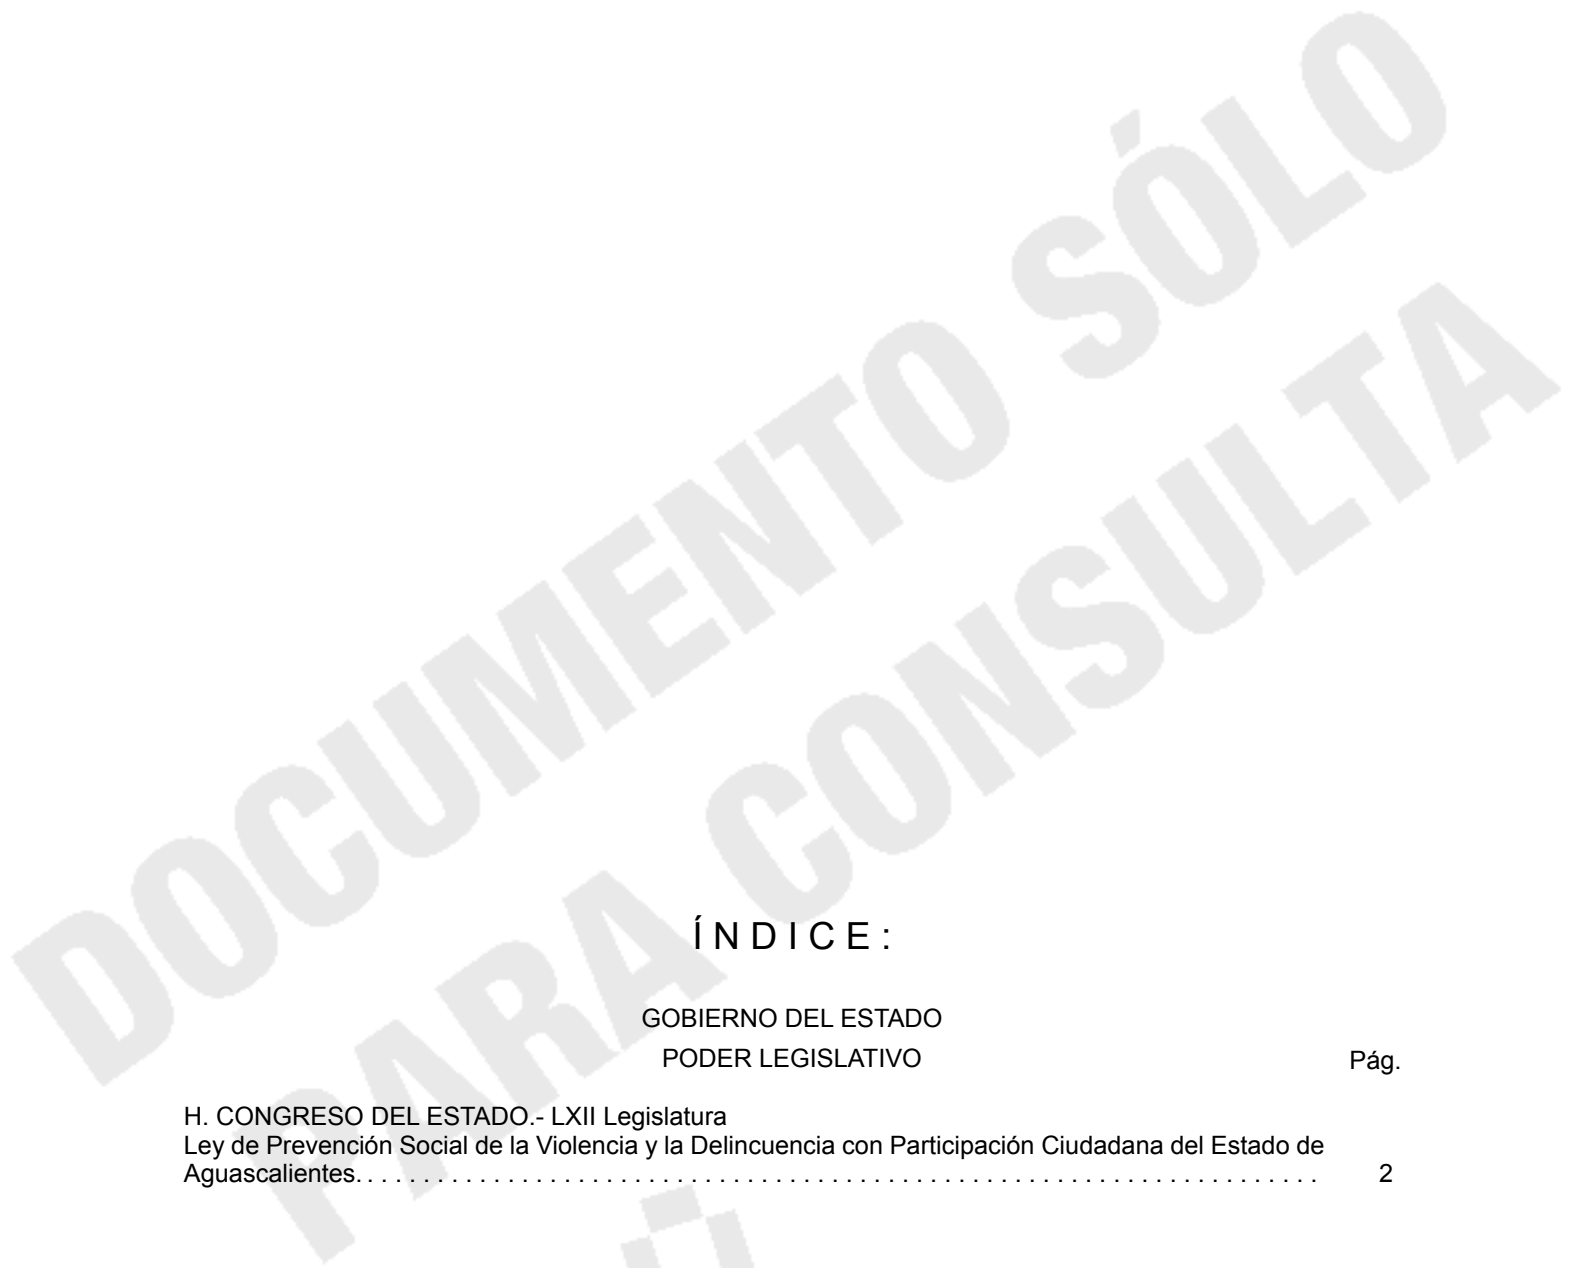 DOCUMENTO SÓLO
PARA CONSULTA
ÍNDICE:
GOBIERNO DEL ESTADO
PODER LEGISLATIVO
Pág.
H. CONGRESO DEL ESTADO.- LXII Legislatura
Ley de Prevención Social de la Violencia y la Delincuencia con Participación Ciudadana del Estado de
Aguascalientes. . . . . . . . . . . . . . . . . . . . . . . . . . . . . . . . . . . . . . . . . . . . . . . . . . . . . . . . . . . . . . . . . . . . . 2